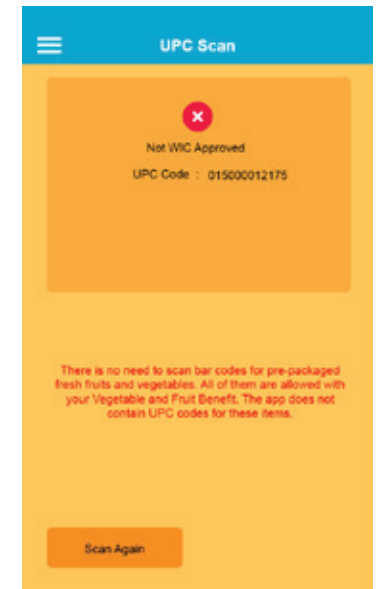 UPC Scan
Not WIC Approved
UPC Code : 015000012175
There is no need to scan bar codes for pre-packaged
fresh fruits and vegetables. All of them are allowed with
your Vegetable and Fruit Benefit. The app does not
contain UPC codes for these items.
Scan Again